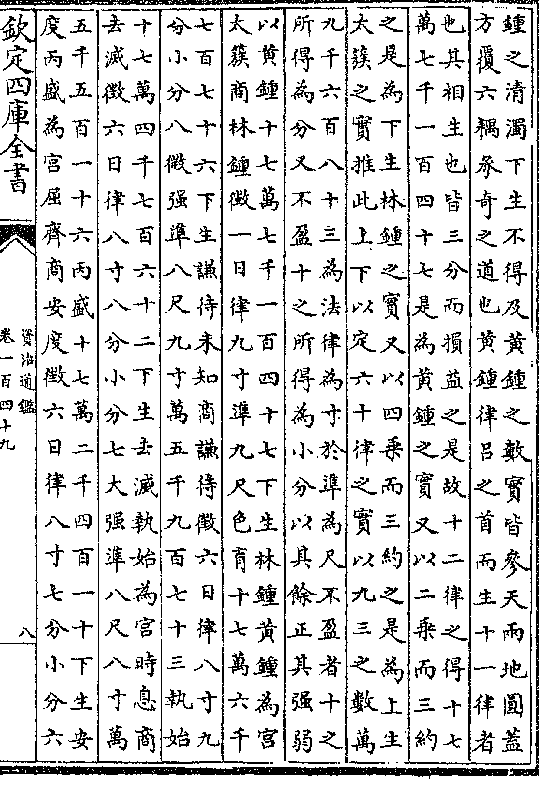 鍾之清濁下生不得及黄鍾之數實皆參天兩地圓蓋
方覆六耦叅奇之道也黄鍾律吕之首而生十一律者
也其相生也皆三分而損益之是故十二律之得十七
萬七千一百四十七是為黄鍾之實又以二乘而三約
之是為下生林鍾之實又以四乘而三約之是為上生
太簇之實推此上下以定六十律之實以九三之數萬
九千六百八十三為法律為寸於準為尺不盈者十之
所得為分又不盈十之所得為小分以其餘正其强弱
以黄鍾十七萬七千一百四十七下生林鍾黄鍾為宫
太簇商林鍾徵一日律九寸準九尺色育十七萬六千
七百七十六下生謙待未知商謙待徵六日律八寸九
分小分八微强準八尺九寸萬五千九百七十三執始
十七萬四千七百六十二下生去滅執始為宫時息商
去滅徵六日律八寸八分小分七大强準八尺八寸萬
五千五百一十六丙盛十七萬二千四百一十下生安
度丙盛為宫屈齊商安度徵六日律八寸七分小分六
欽定四庫全書
資治通鑑
卷一百四十九
八